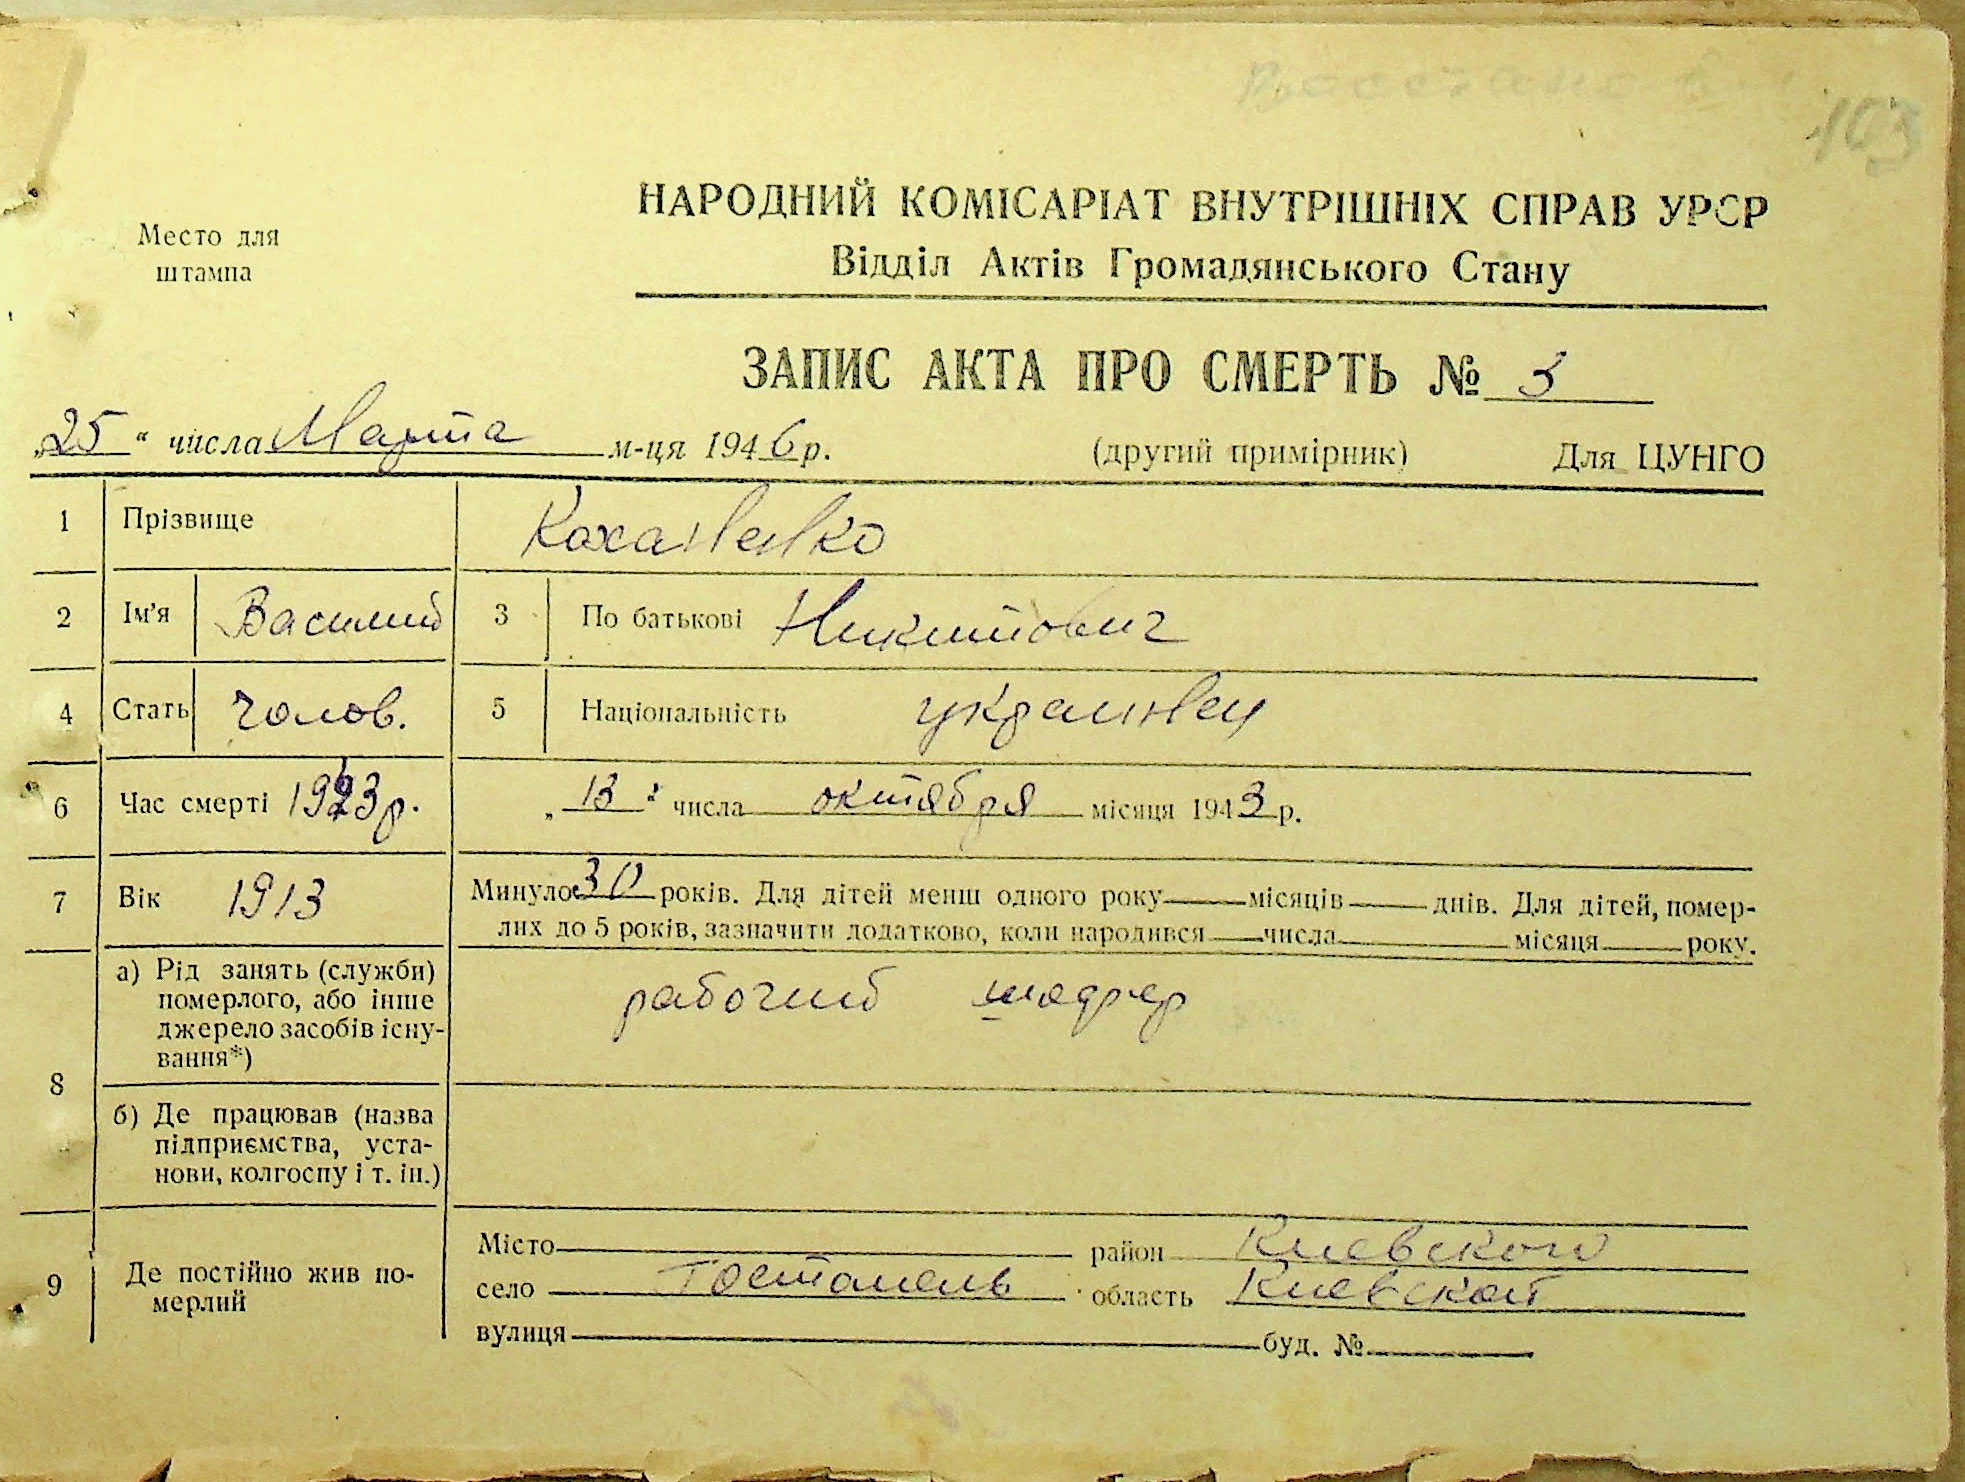 103
Место для
штампа
НАРОДНИЙ КОМІСАРІАТ ВНУТРІШНІХ СПРАВ УРСР
Відділ Актів Громадянського Стану
ЗАПИС АКТА ПРО СМЕРТЬ № 3
„25“ числа Марта м-ця 1946 р. (другий примірник) Для ЦУНГО
1 Прізвище Коханенко
2 Ім’я Василий 3 По батькові Никитович
4 Стать чолов. 5 Національність украинец
6 Час смерті 1943 р. „13“ числа октября місяця 1943 р.
7 Вік 1913 Минуло 30 років. Для дітей менш одного року місяців днів. Для дітей, помер-
лих до 5 років, зазначити додатково, коли народився числа місяця року.
8 а) Рід занять (служби) рабочий шофер
померлого, або інше
джерело засобів існу-
вання*)
б) Де працював (назва
підприємства, уста-
нови, колгоспу і т. ін.)
9 Де постійно жив по-
мерлий
Місто район Киевского
село Гостомель область Киевской
вулиця буд. №